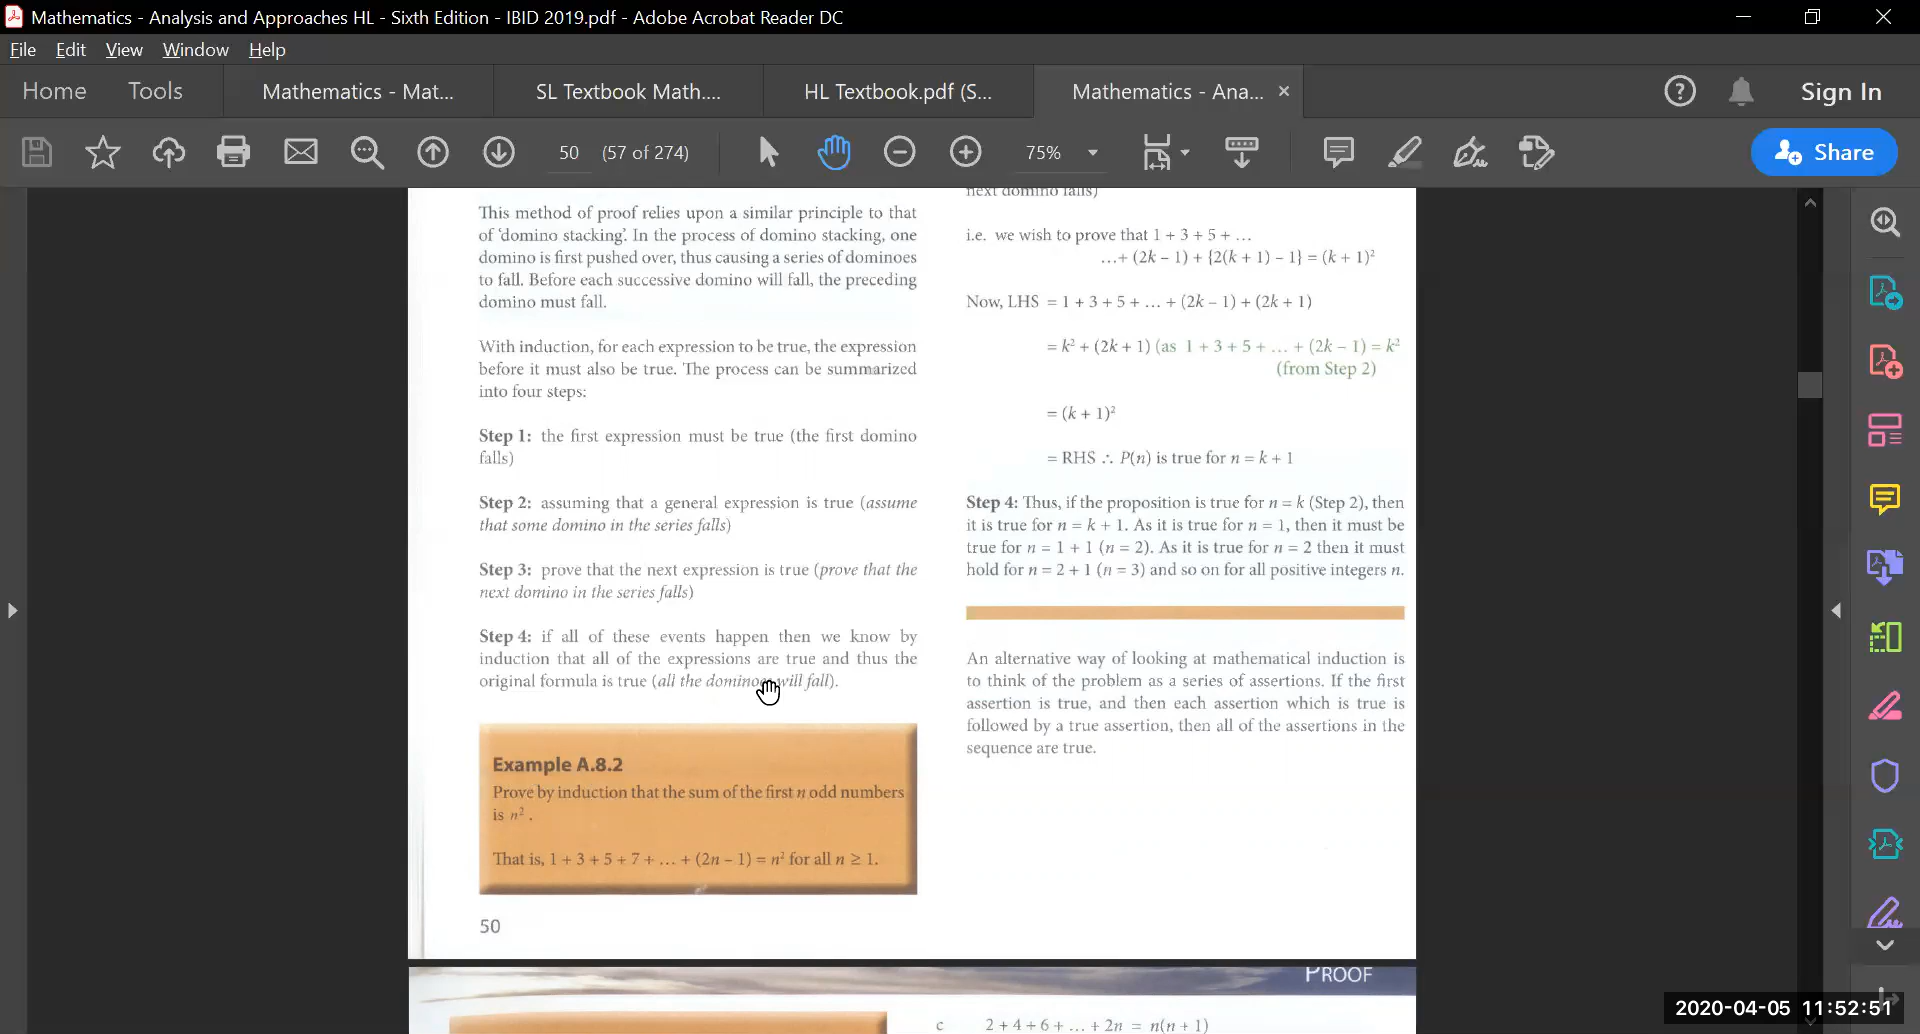 Mathematics - Analysis and Approaches HL - Sixth Edition - IBID 2019.pdf - Adobe Acrobat Reader DC
File Edit View Window Help
Home Tools Mathematics - Mat... SL Textbook Math.... HL Textbook.pdf (S... Mathematics - Ana... Sign In
50 (57 of 274) 75% Share
This method of proof relies upon a similar principle to that
of 'domino stacking'. In the process of domino stacking, one
domino is first pushed over, thus causing a series of dominoes
to fall. Before each successive domino will fall, the preceding
domino must fall.
With induction, for each expression to be true, the expression
before it must also be true. The process can be summarized
into four steps:
Step 1: the first expression must be true (the first domino
falls)
Step 2: assuming that a general expression is true (assume
that some domino in the series falls)
Step 3: prove that the next expression is true (prove that the
next domino in the series falls)
Step 4: if all of these events happen then we know by
induction that all of the expressions are true and thus the
original formula is true (all the dominoes will fall).
Example A.8.2
Prove by induction that the sum of the first n odd numbers
is n².
That is, 1 + 3 + 5 + 7 + ... + (2n – 1) = n² for all n ≥ 1.
50
next domino falls)
i.e. we wish to prove that 1 + 3 + 5 + ...
...+ (2k – 1) + {2(k + 1) – 1} = (k + 1)²
Now, LHS = 1 + 3 + 5 + ... + (2k – 1) + (2k + 1)
= k² + (2k + 1) (as 1 + 3 + 5 + ... + (2k – 1) = k²
(from Step 2)
= (k + 1)²
= RHS ∴ P(n) is true for n = k + 1
Step 4: Thus, if the proposition is true for n = k (Step 2), then
it is true for n = k + 1. As it is true for n = 1, then it must be
true for n = 1 + 1 (n = 2). As it is true for n = 2 then it must
hold for n = 2 + 1 (n = 3) and so on for all positive integers n.
An alternative way of looking at mathematical induction is
to think of the problem as a series of assertions. If the first
assertion is true, and then each assertion which is true is
followed by a true assertion, then all of the assertions in the
sequence are true.
PROOF
c 2 + 4 + 6 + ... + 2n = n(n + 1)
2020-04-05 11:52:51